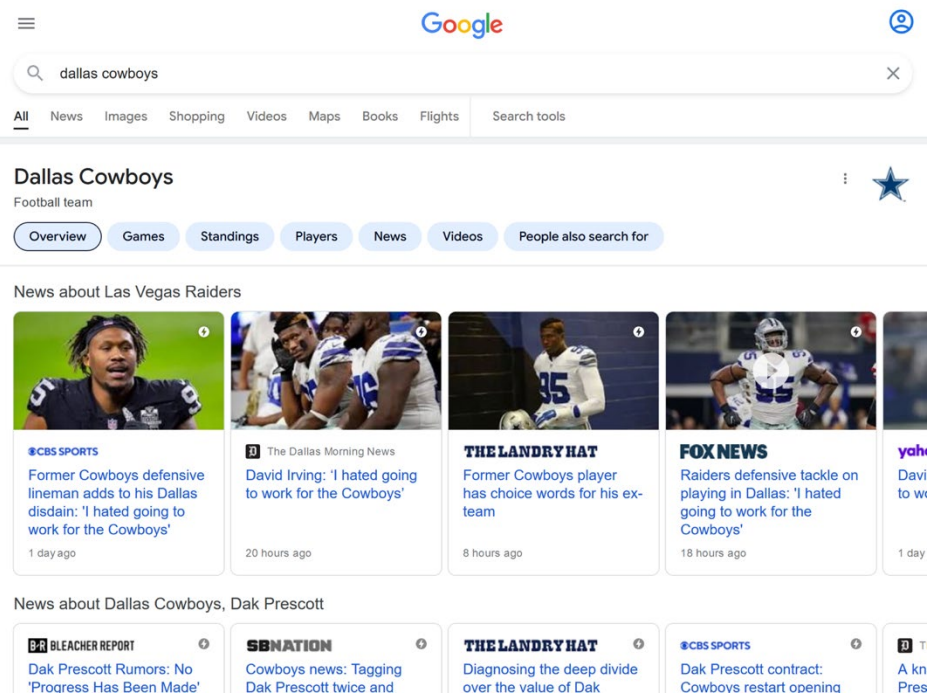 Google
dallas cowboys
All News Images Shopping Videos Maps Books Flights Search tools
Dallas Cowboys
Football team
Overview Games Standings Players News Videos People also search for
News about Las Vegas Raiders
CBS SPORTS
Former Cowboys defensive
lineman adds to his Dallas
disdain: 'I hated going to
work for the Cowboys'
1 day ago
D The Dallas Morning News
David Irving: ‘I hated going
to work for the Cowboys’
20 hours ago
THE LANDRY HAT
Former Cowboys player
has choice words for his ex-
team
8 hours ago
FOX NEWS
Raiders defensive tackle on
playing in Dallas: 'I hated
going to work for the
Cowboys'
18 hours ago
1 day
News about Dallas Cowboys, Dak Prescott
B/R BLEACHER REPORT
Dak Prescott Rumors: No
'Progress Has Been Made'
SBNATION
Cowboys news: Tagging
Dak Prescott twice and
THE LANDRY HAT
Diagnosing the deep divide
over the value of Dak
CBS SPORTS
Dak Prescott contract:
Cowboys restart opening
D
A kn
Pres